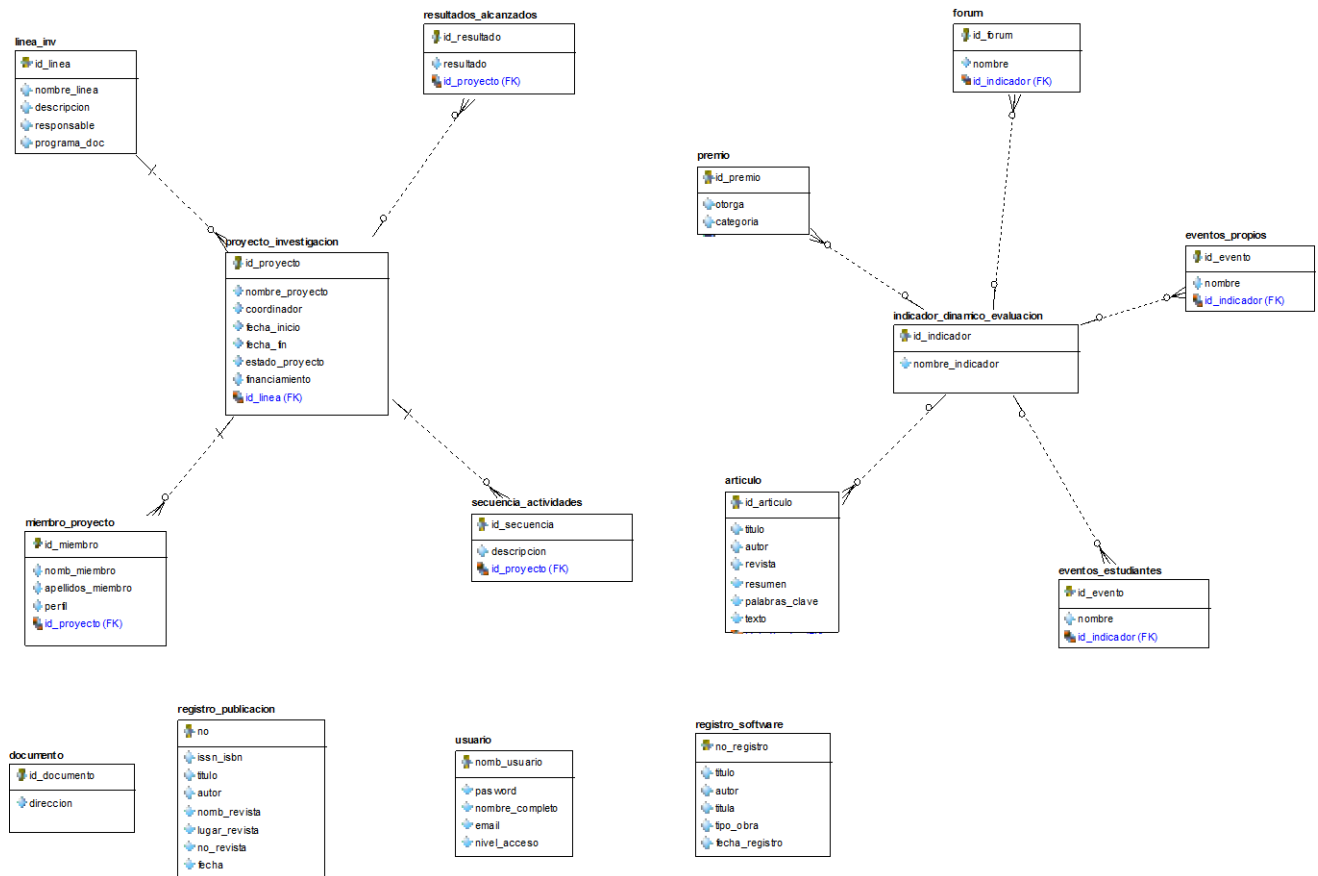 resultados_alcanzados
id_resultado
resultado
id_proyecto (FK)
linea_inv
id_linea
nombre_linea
descripcion
responsable
programa_doc
proyecto_investigacion
id_proyecto
nombre_proyecto
coordinador
fecha_inicio
fecha_fin
estado_proyecto
financiamiento
id_linea (FK)
miembro_proyecto
id_miembro
nomb_miembro
apellidos_miembro
perfil
id_proyecto (FK)
secuencia_actividades
id_secuencia
descripcion
id_proyecto (FK)
forum
id_forum
nombre
id_indicador (FK)
premio
id_premio
otorga
categoria
eventos_propios
id_evento
nombre
id_indicador (FK)
indicador_dinamico_evaluacion
id_indicador
nombre_indicador
articulo
id_articulo
titulo
autor
revista
resumen
palabras_clave
texto
eventos_estudiantes
id_evento
nombre
id_indicador (FK)
documento
id_documento
direccion
registro_publicacion
no
issn_isbn
titulo
autor
nomb_revista
lugar_revista
no_revista
fecha
usuario
nomb_usuario
pasword
nombre_completo
email
nivel_acceso
registro_software
no_registro
titulo
autor
titula
tipo_obra
fecha_registro